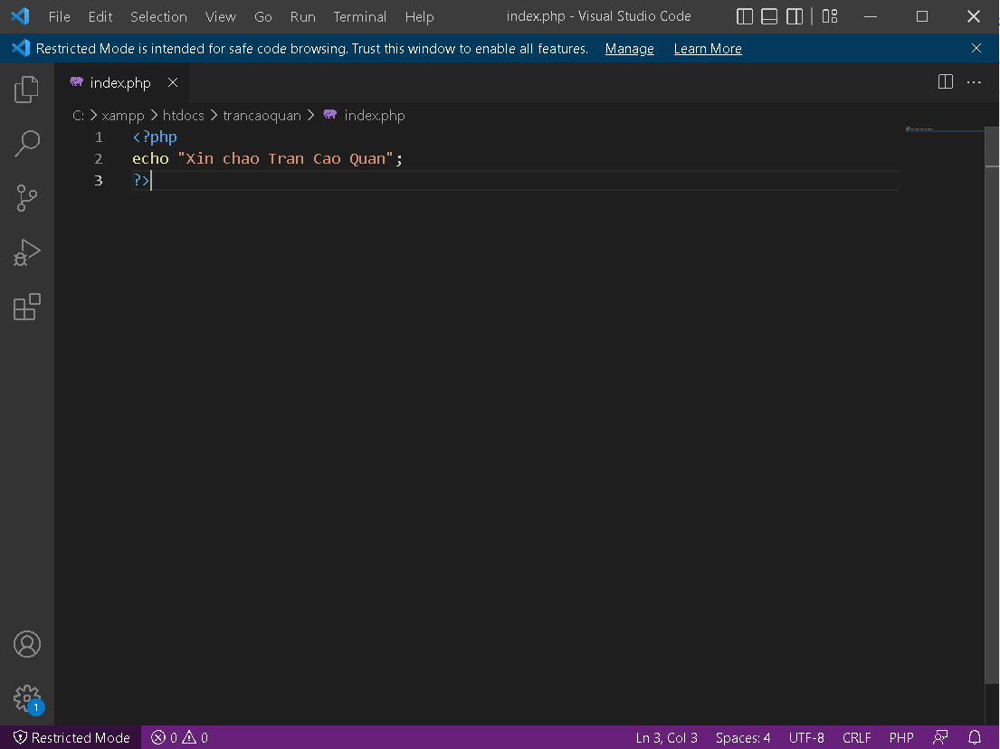 File Edit Selection View Go Run Terminal Help index.php - Visual Studio Code
Restricted Mode is intended for safe code browsing. Trust this window to enable all features. Manage Learn More
index.php
C: > xampp > htdocs > trancaoquan > index.php
1 <?php
2 echo "Xin chao Tran Cao Quan";
3 ?>
1
Restricted Mode 0 0 Ln 3, Col 3 Spaces: 4 UTF-8 CRLF PHP